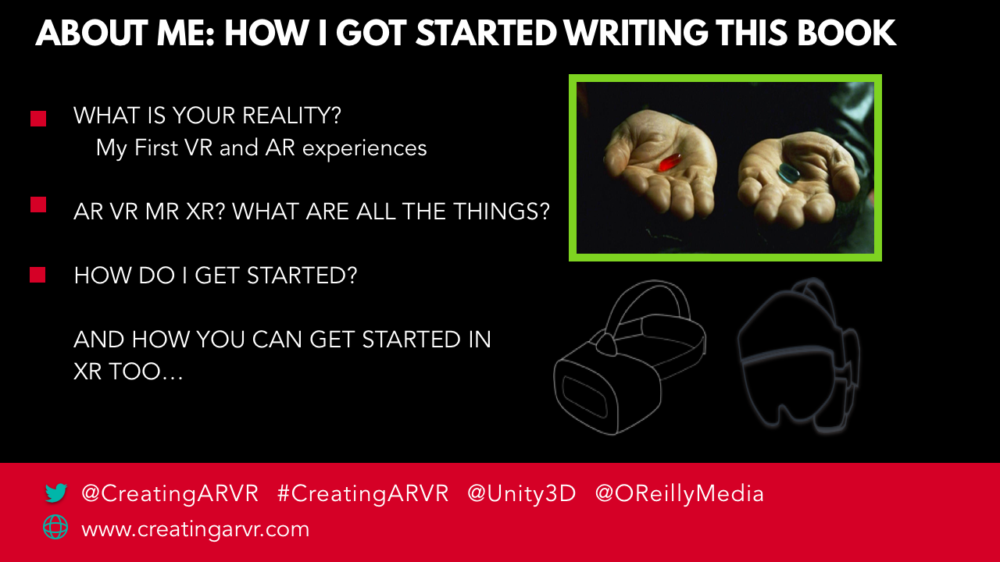 ABOUT ME: HOW I GOT STARTED WRITING THIS BOOK
WHAT IS YOUR REALITY?
My First VR and AR experiences
AR VR MR XR? WHAT ARE ALL THE THINGS?
HOW DO I GET STARTED?
AND HOW YOU CAN GET STARTED IN
XR TOO…
@CreatingARVR #CreatingARVR @Unity3D @OReillyMedia
www.creatingarvr.com